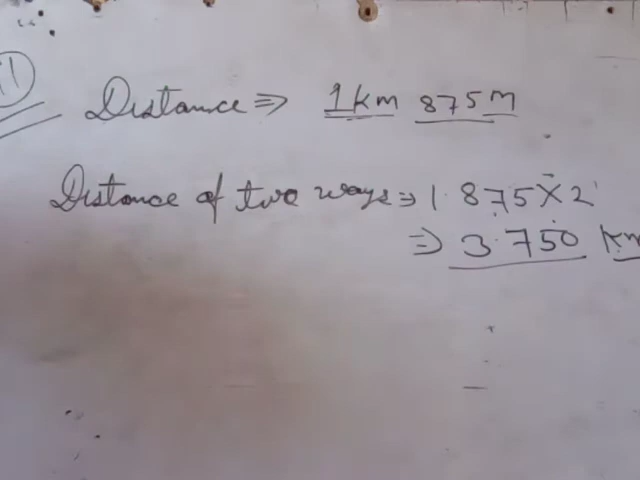 11
Distance ⇒ 1km 875m
Distance of two ways ⇒ 1.875×2
⇒ 3.750 km